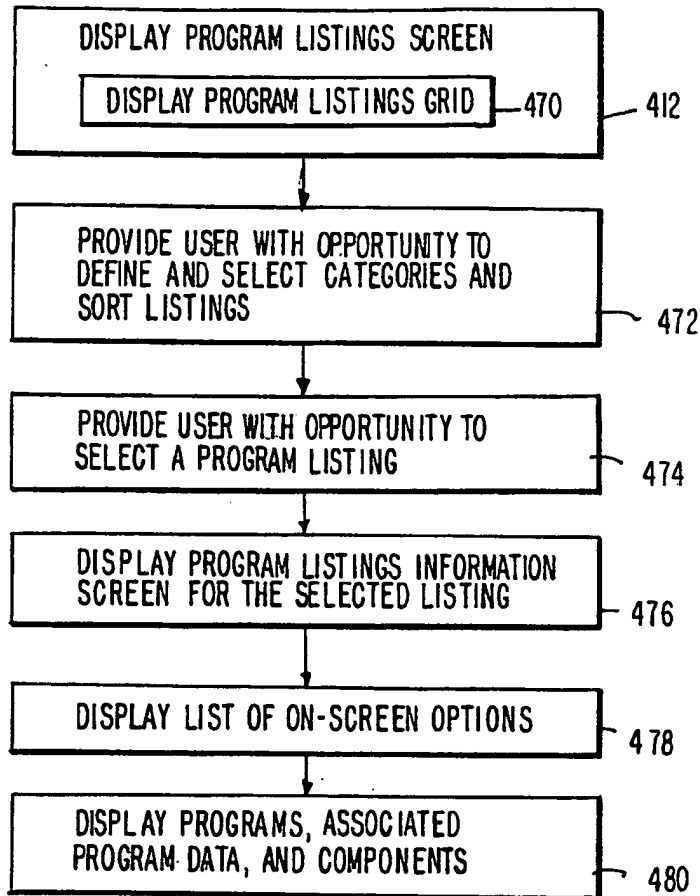 DISPLAY PROGRAM LISTINGS SCREEN
DISPLAY PROGRAM LISTINGS GRID
470
412
PROVIDE USER WITH OPPORTUNITY TO
DEFINE AND SELECT CATEGORIES AND
SORT LISTINGS
472
PROVIDE USER WITH OPPORTUNITY TO
SELECT A PROGRAM LISTING
474
DISPLAY PROGRAM LISTINGS INFORMATION
SCREEN FOR THE SELECTED LISTING
476
DISPLAY LIST OF ON-SCREEN OPTIONS
478
DISPLAY PROGRAMS, ASSOCIATED
PROGRAM DATA, AND COMPONENTS
480